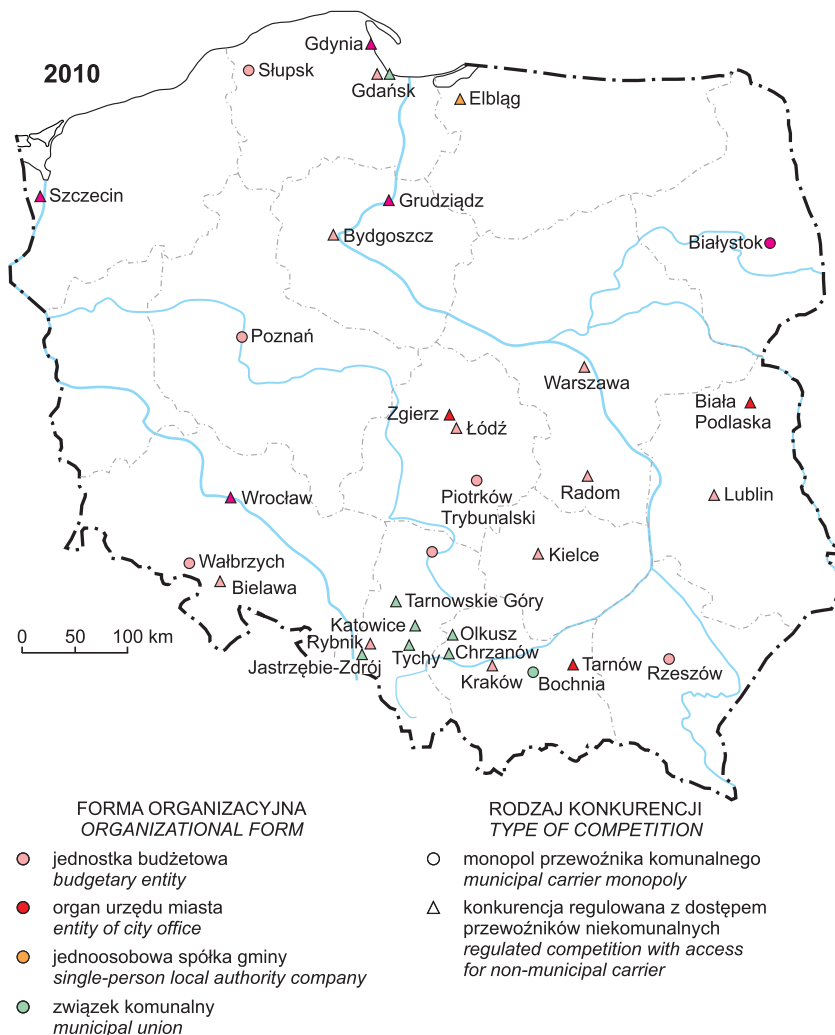 2010
Gdynia
Słupsk
Gdańsk
Elbląg
Szczecin
Grudziądz
Bydgoszcz
Białystok
Poznań
Warszawa
Biała
Podlaska
Zgierz
Łódź
Piotrków
Trybunalski
Radom
Lublin
Wrocław
Kielce
Wałbrzych
Bielawa
Tarnowskie Góry
Katowice
Olkusz
Rybnik
Tychy
Chrzanów
Jastrzębie-Zdrój
Kraków
Bochnia
Tarnów
Rzeszów
0 50 100 km
FORMA ORGANIZACYJNA
ORGANIZATIONAL FORM
jednostka budżetowa
budgetary entity
organ urzędu miasta
entity of city office
jednoosobowa spółka gminy
single-person local authority company
związek komunalny
municipal union
RODZAJ KONKURENCJI
TYPE OF COMPETITION
monopol przewoźnika komunalnego
municipal carrier monopoly
konkurencja regulowana z dostępem
przewoźników niekomunalnych
regulated competition with access
for non-municipal carrier